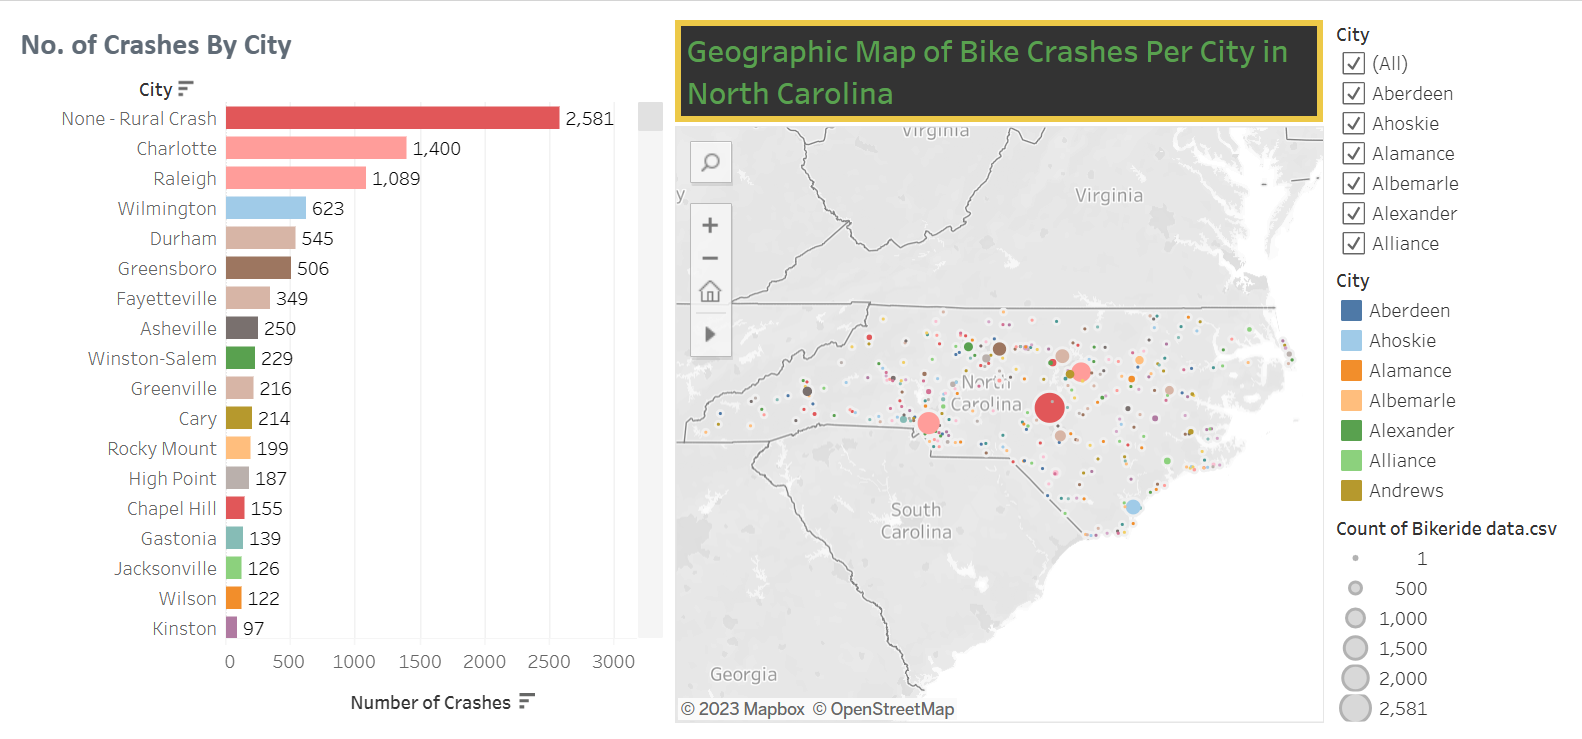 No. of Crashes By City
City
None - Rural Crash 2,581
Charlotte 1,400
Raleigh 1,089
Wilmington 623
Durham 545
Greensboro 506
Fayetteville 349
Asheville 250
Winston-Salem 229
Greenville 216
Cary 214
Rocky Mount 199
High Point 187
Chapel Hill 155
Gastonia 139
Jacksonville 126
Wilson 122
Kinston 97
0 500 1000 1500 2000 2500 3000
Number of Crashes
Geographic Map of Bike Crashes Per City in
North Carolina
Virginia
Virginia
y
North
Carolina
South
Carolina
Georgia
© 2023 Mapbox © OpenStreetMap
City
(All)
Aberdeen
Ahoskie
Alamance
Albemarle
Alexander
Alliance
City
Aberdeen
Ahoskie
Alamance
Albemarle
Alexander
Alliance
Andrews
Count of Bikeride data.csv
1
500
1,000
1,500
2,000
2,581